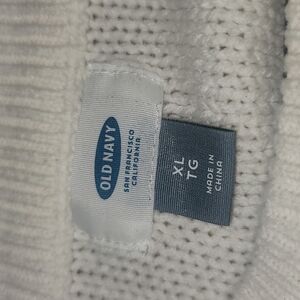 OLD NAVY
SAN FRANCISCO
CALIFORNIA
XL
TG
MADE IN
CHINA